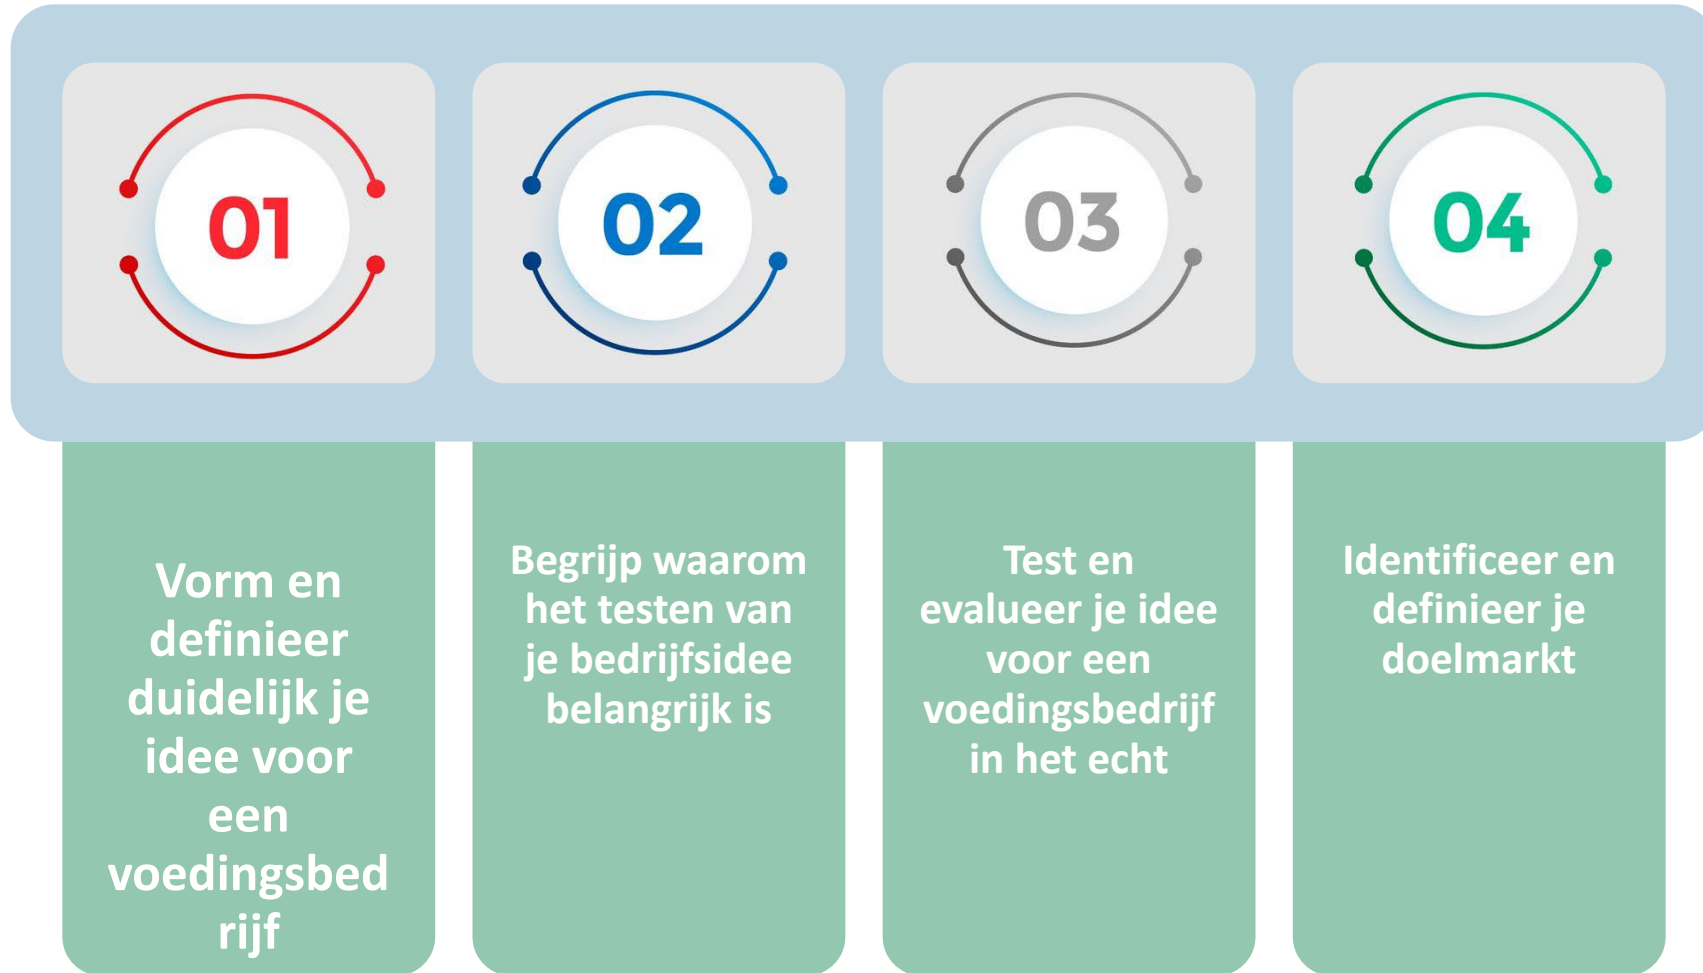 01
02
03
04
Vorm en
definieer
duidelijk je
idee voor
een
voedingsbed
rijf
Begrijp waarom
het testen van
je bedrijfsidee
belangrijk is
Test en
evalueer je idee
voor een
voedingsbedrijf
in het echt
Identificeer en
definieer je
doelmarkt